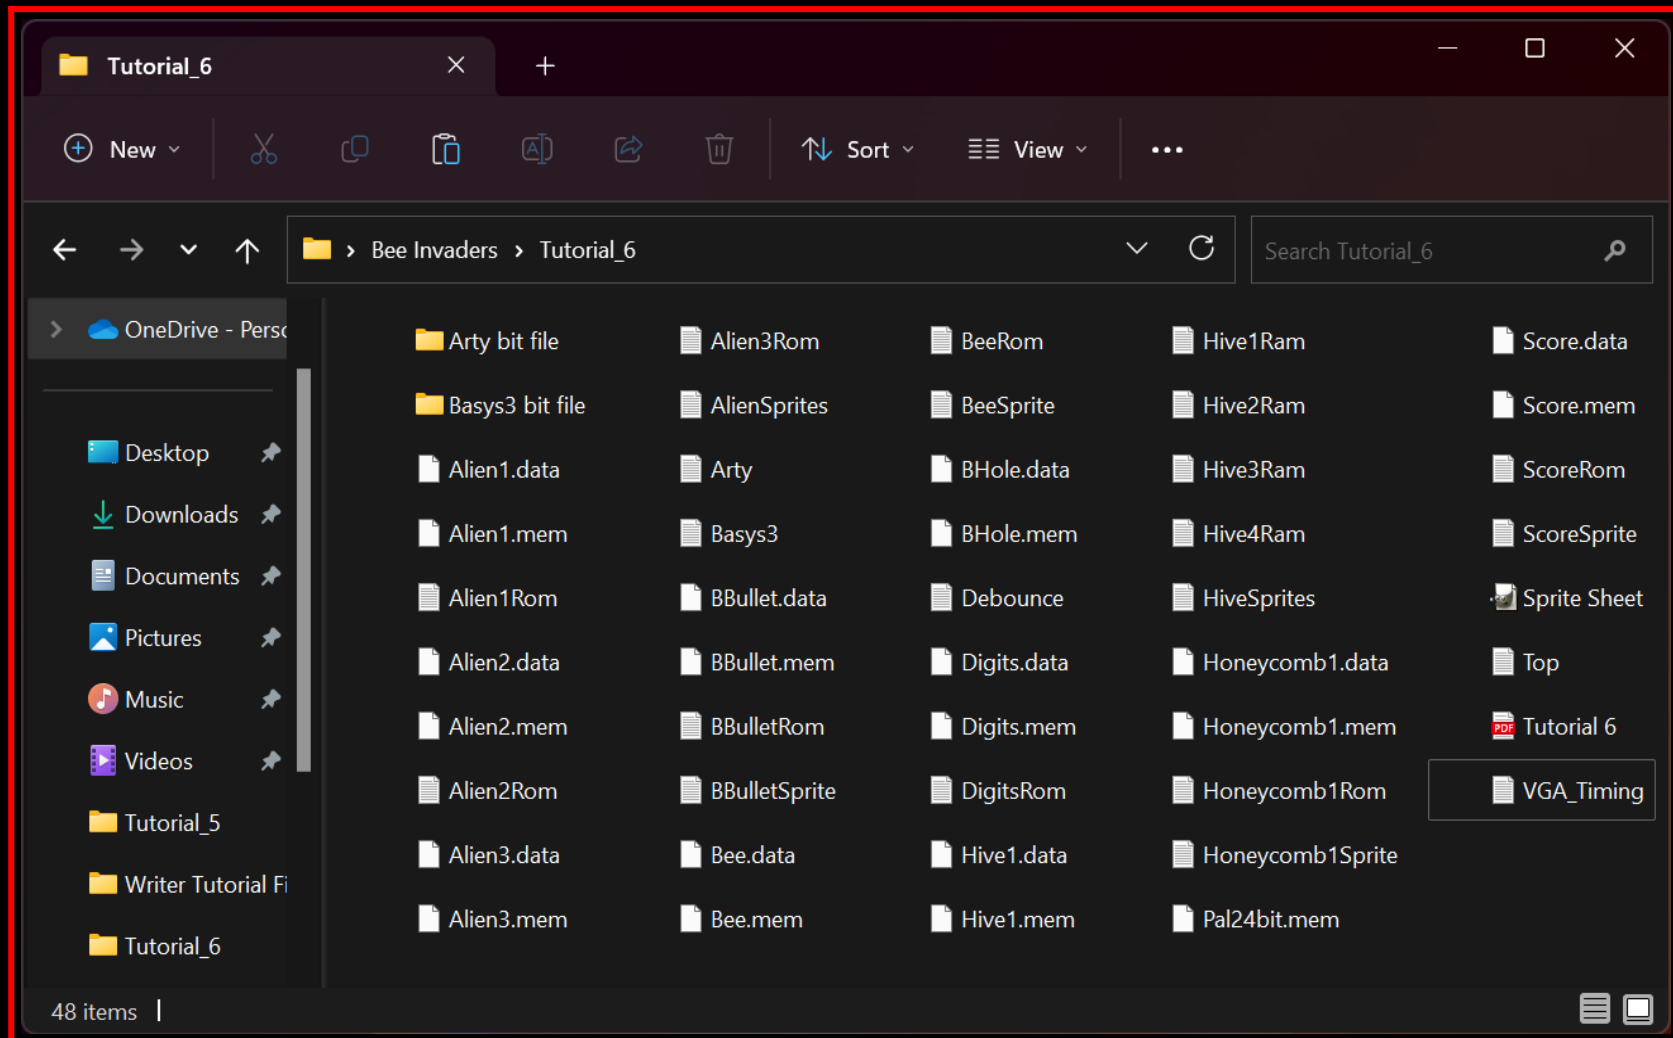 Tutorial_6
New
Sort
View
Bee Invaders > Tutorial_6
Search Tutorial_6
OneDrive - Perso
Desktop
Downloads
Documents
Pictures
Music
Videos
Tutorial_5
Writer Tutorial Fi
Tutorial_6
Arty bit file
Basys3 bit file
Alien1.data
Alien1.mem
Alien1Rom
Alien2.data
Alien2.mem
Alien2Rom
Alien3.data
Alien3.mem
Alien3Rom
AlienSprites
Arty
Basys3
BBullet.data
BBullet.mem
BBulletRom
BBulletSprite
Bee.data
Bee.mem
BeeRom
BeeSprite
BHole.data
BHole.mem
Debounce
Digits.data
Digits.mem
DigitsRom
Hive1.data
Hive1.mem
Hive1Ram
Hive2Ram
Hive3Ram
Hive4Ram
HiveSprites
Honeycomb1.data
Honeycomb1.mem
Honeycomb1Rom
Honeycomb1Sprite
Pal24bit.mem
Score.data
Score.mem
ScoreRom
ScoreSprite
Sprite Sheet
Top
PDF Tutorial 6
VGA_Timing
48 items